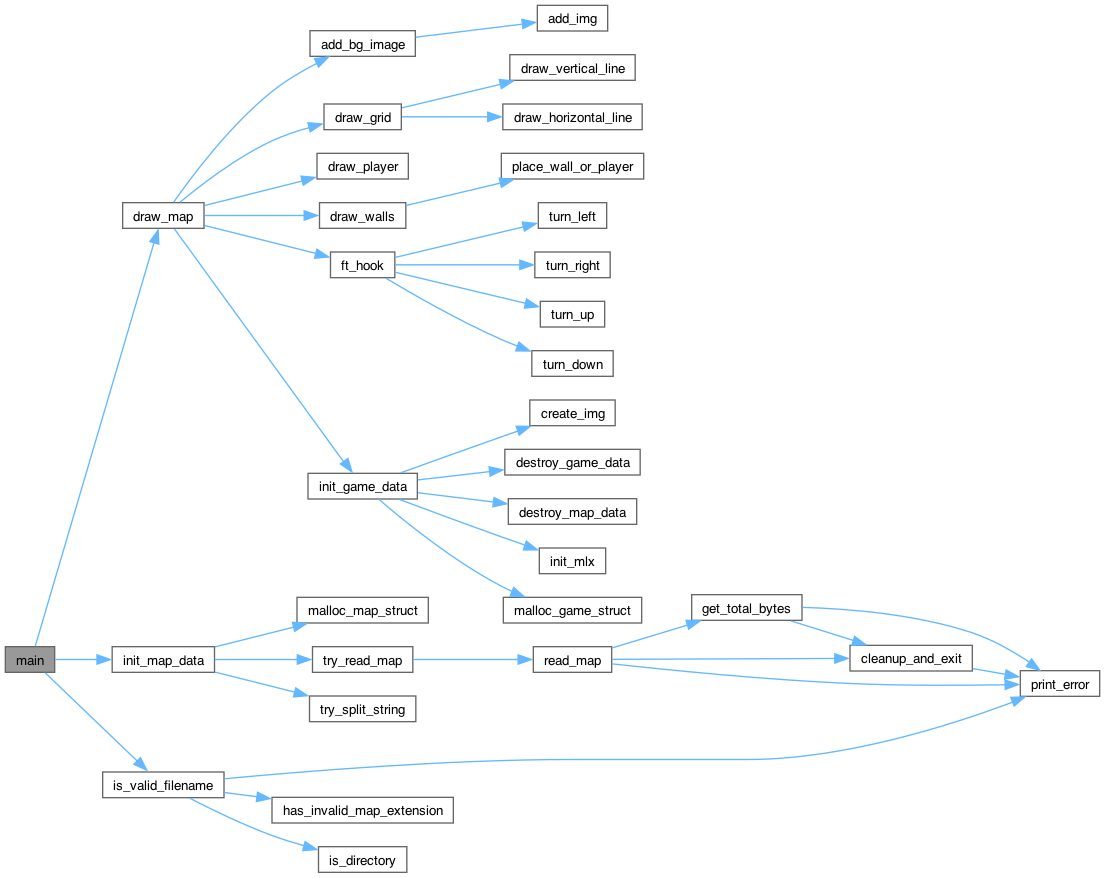 add_img
add_bg_image
draw_vertical_line
draw_grid
draw_horizontal_line
draw_player
place_wall_or_player
draw_map
draw_walls
turn_left
ft_hook
turn_right
turn_up
turn_down
create_img
destroy_game_data
init_game_data
destroy_map_data
init_mlx
malloc_map_struct
malloc_game_struct
get_total_bytes
main
init_map_data
try_read_map
read_map
cleanup_and_exit
print_error
try_split_string
is_valid_filename
has_invalid_map_extension
is_directory